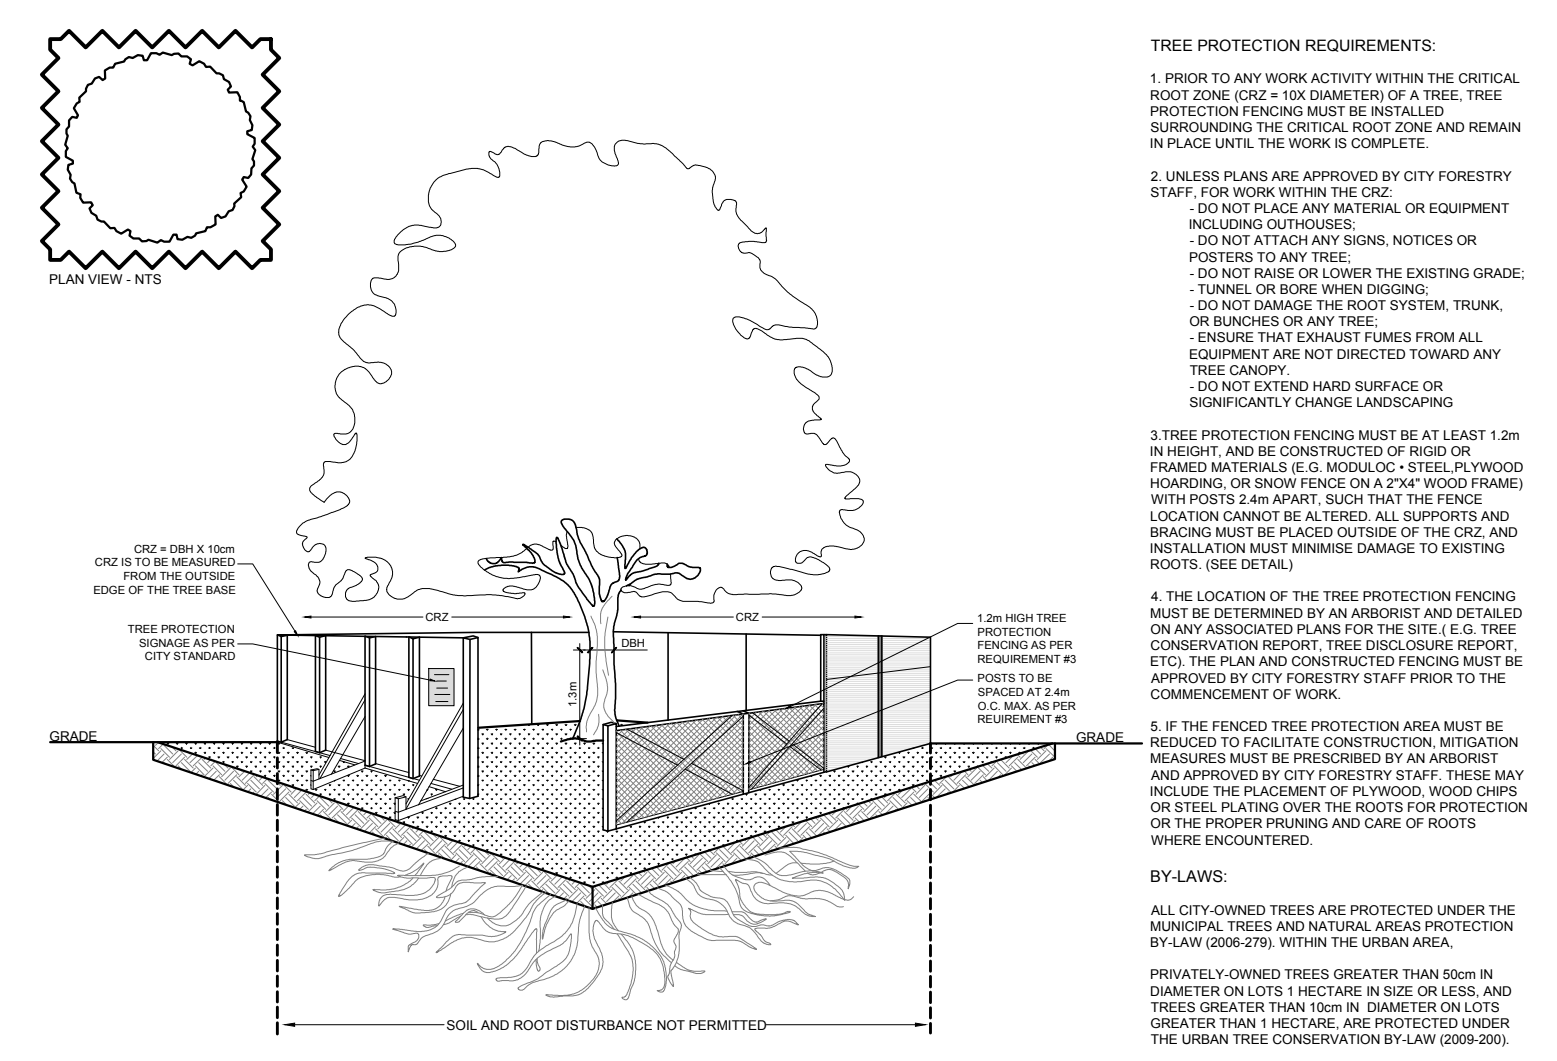 PLAN VIEW - NTS
CRZ = DBH X 10cm
CRZ IS TO BE MEASURED
FROM THE OUTSIDE
EDGE OF THE TREE BASE
TREE PROTECTION
SIGNAGE AS PER
CITY STANDARD
CRZ
CRZ
DBH
1.3m
1.2m HIGH TREE
PROTECTION
FENCING AS PER
REQUIREMENT #3
POSTS TO BE
SPACED AT 2.4m
O.C. MAX. AS PER
REUIREMENT #3
GRADE
GRADE
SOIL AND ROOT DISTURBANCE NOT PERMITTED
TREE PROTECTION REQUIREMENTS:
1. PRIOR TO ANY WORK ACTIVITY WITHIN THE CRITICAL
ROOT ZONE (CRZ = 10X DIAMETER) OF A TREE, TREE
PROTECTION FENCING MUST BE INSTALLED
SURROUNDING THE CRITICAL ROOT ZONE AND REMAIN
IN PLACE UNTIL THE WORK IS COMPLETE.
2. UNLESS PLANS ARE APPROVED BY CITY FORESTRY
STAFF, FOR WORK WITHIN THE CRZ:
- DO NOT PLACE ANY MATERIAL OR EQUIPMENT
INCLUDING OUTHOUSES;
- DO NOT ATTACH ANY SIGNS, NOTICES OR
POSTERS TO ANY TREE;
- DO NOT RAISE OR LOWER THE EXISTING GRADE;
- TUNNEL OR BORE WHEN DIGGING;
- DO NOT DAMAGE THE ROOT SYSTEM, TRUNK,
OR BUNCHES OR ANY TREE;
- ENSURE THAT EXHAUST FUMES FROM ALL
EQUIPMENT ARE NOT DIRECTED TOWARD ANY
TREE CANOPY.
- DO NOT EXTEND HARD SURFACE OR
SIGNIFICANTLY CHANGE LANDSCAPING
3.TREE PROTECTION FENCING MUST BE AT LEAST 1.2m
IN HEIGHT, AND BE CONSTRUCTED OF RIGID OR
FRAMED MATERIALS (E.G. MODULOC • STEEL,PLYWOOD
HOARDING, OR SNOW FENCE ON A 2"X4" WOOD FRAME)
WITH POSTS 2.4m APART, SUCH THAT THE FENCE
LOCATION CANNOT BE ALTERED. ALL SUPPORTS AND
BRACING MUST BE PLACED OUTSIDE OF THE CRZ, AND
INSTALLATION MUST MINIMISE DAMAGE TO EXISTING
ROOTS. (SEE DETAIL)
4. THE LOCATION OF THE TREE PROTECTION FENCING
MUST BE DETERMINED BY AN ARBORIST AND DETAILED
ON ANY ASSOCIATED PLANS FOR THE SITE.( E.G. TREE
CONSERVATION REPORT, TREE DISCLOSURE REPORT,
ETC). THE PLAN AND CONSTRUCTED FENCING MUST BE
APPROVED BY CITY FORESTRY STAFF PRIOR TO THE
COMMENCEMENT OF WORK.
5. IF THE FENCED TREE PROTECTION AREA MUST BE
REDUCED TO FACILITATE CONSTRUCTION, MITIGATION
MEASURES MUST BE PRESCRIBED BY AN ARBORIST
AND APPROVED BY CITY FORESTRY STAFF. THESE MAY
INCLUDE THE PLACEMENT OF PLYWOOD, WOOD CHIPS
OR STEEL PLATING OVER THE ROOTS FOR PROTECTION
OR THE PROPER PRUNING AND CARE OF ROOTS
WHERE ENCOUNTERED.
BY-LAWS:
ALL CITY-OWNED TREES ARE PROTECTED UNDER THE
MUNICIPAL TREES AND NATURAL AREAS PROTECTION
BY-LAW (2006-279). WITHIN THE URBAN AREA,
PRIVATELY-OWNED TREES GREATER THAN 50cm IN
DIAMETER ON LOTS 1 HECTARE IN SIZE OR LESS, AND
TREES GREATER THAN 10cm IN DIAMETER ON LOTS
GREATER THAN 1 HECTARE, ARE PROTECTED UNDER
THE URBAN TREE CONSERVATION BY-LAW (2009-200).